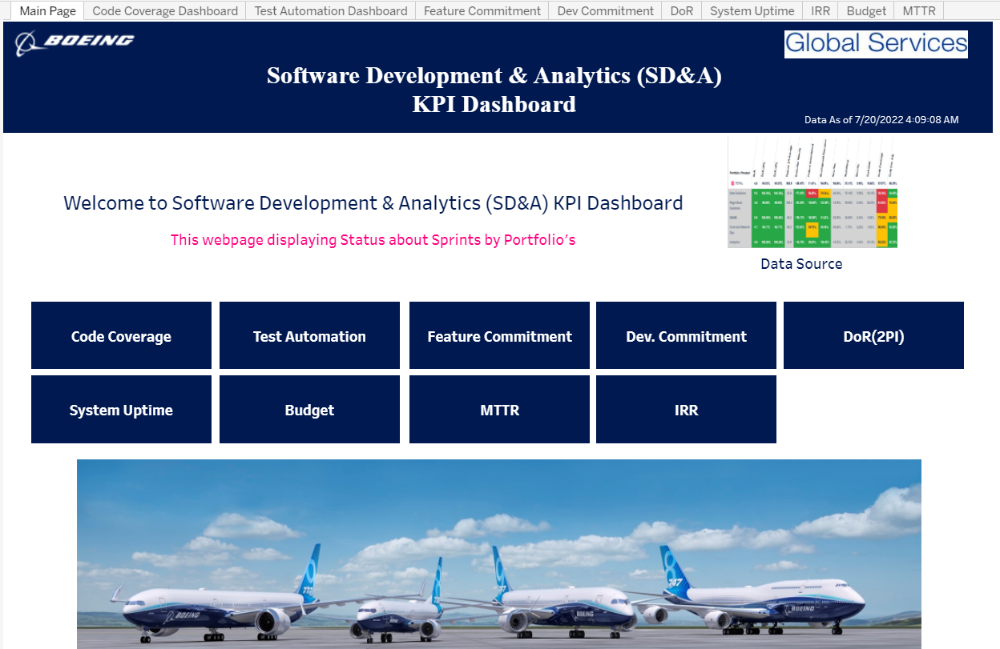 Main Page Code Coverage Dashboard Test Automation Dashboard Feature Commitment Dev Commitment DoR System Uptime IRR Budget MTTR
BOEING
Global Services
Software Development & Analytics (SD&A)
KPI Dashboard
Data As of 7/20/2022 4:09:08 AM
Welcome to Software Development & Analytics (SD&A) KPI Dashboard
This webpage displaying Status about Sprints by Portfolio's
Data Source
Code Coverage Test Automation Feature Commitment Dev. Commitment DoR(2PI)
System Uptime Budget MTTR IRR
777
747
BOEING
BOEING
BOEING